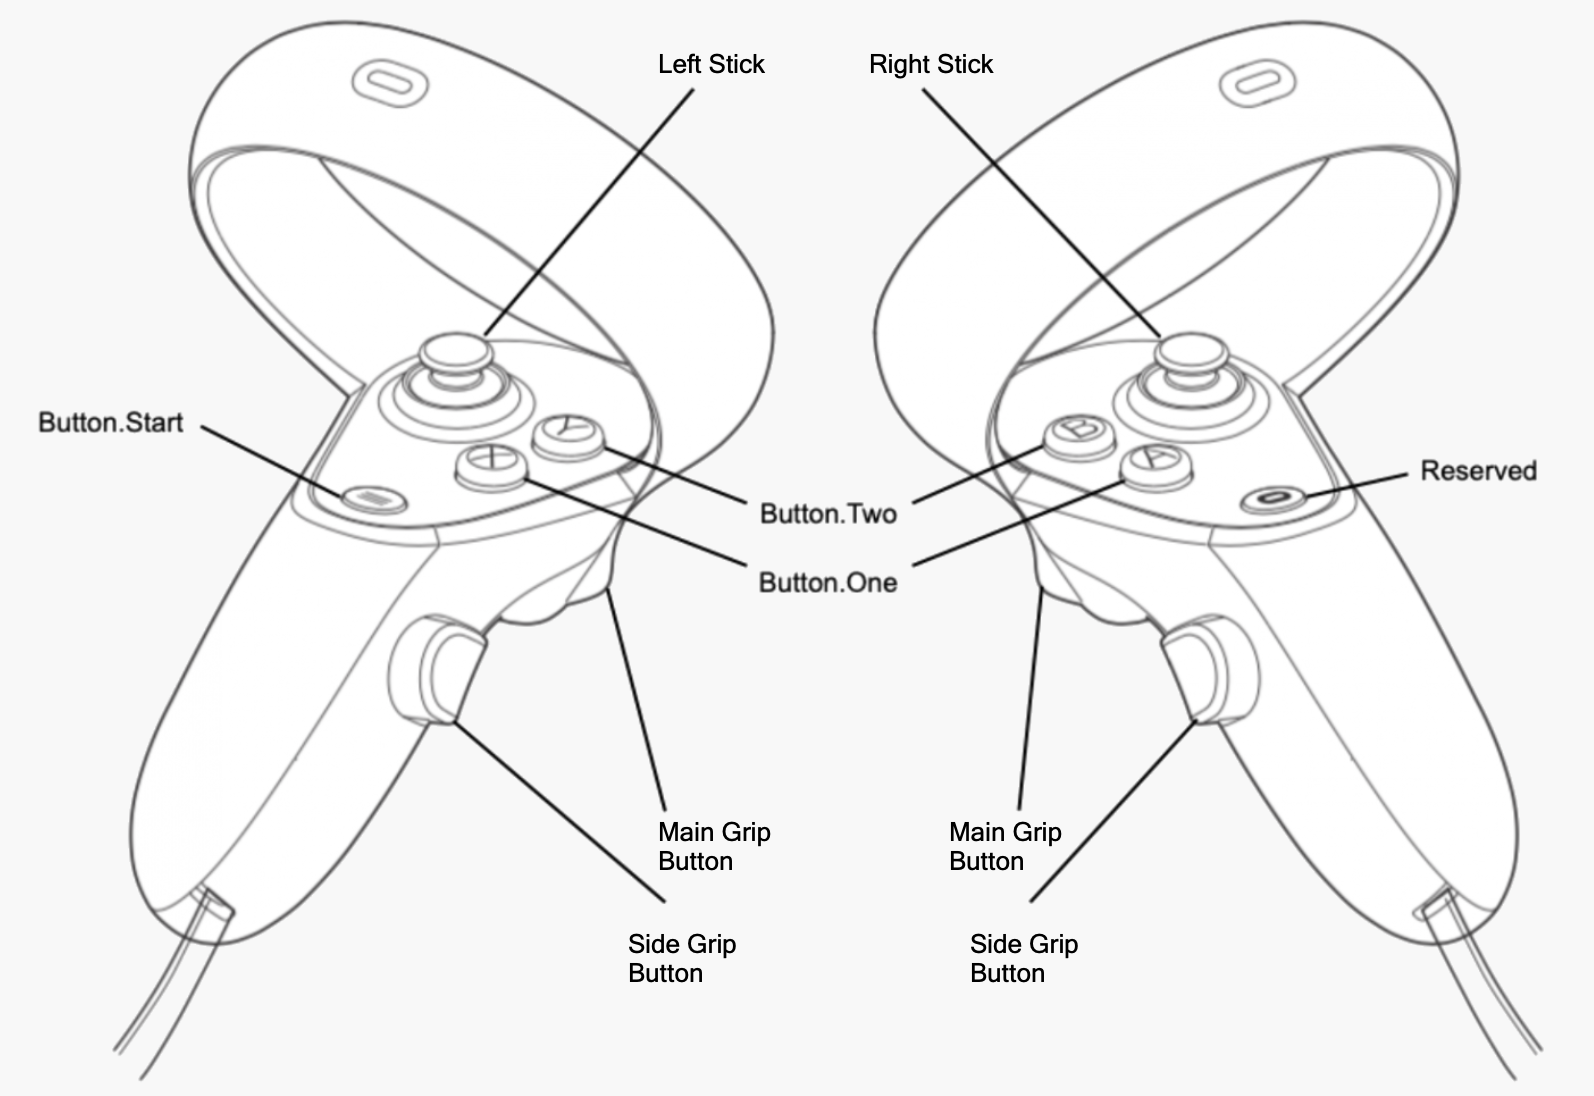 Left Stick
Right Stick
Button.Start
Y
X
B
A
Reserved
Button.Two
Button.One
Main Grip
Button
Main Grip
Button
Side Grip
Button
Side Grip
Button